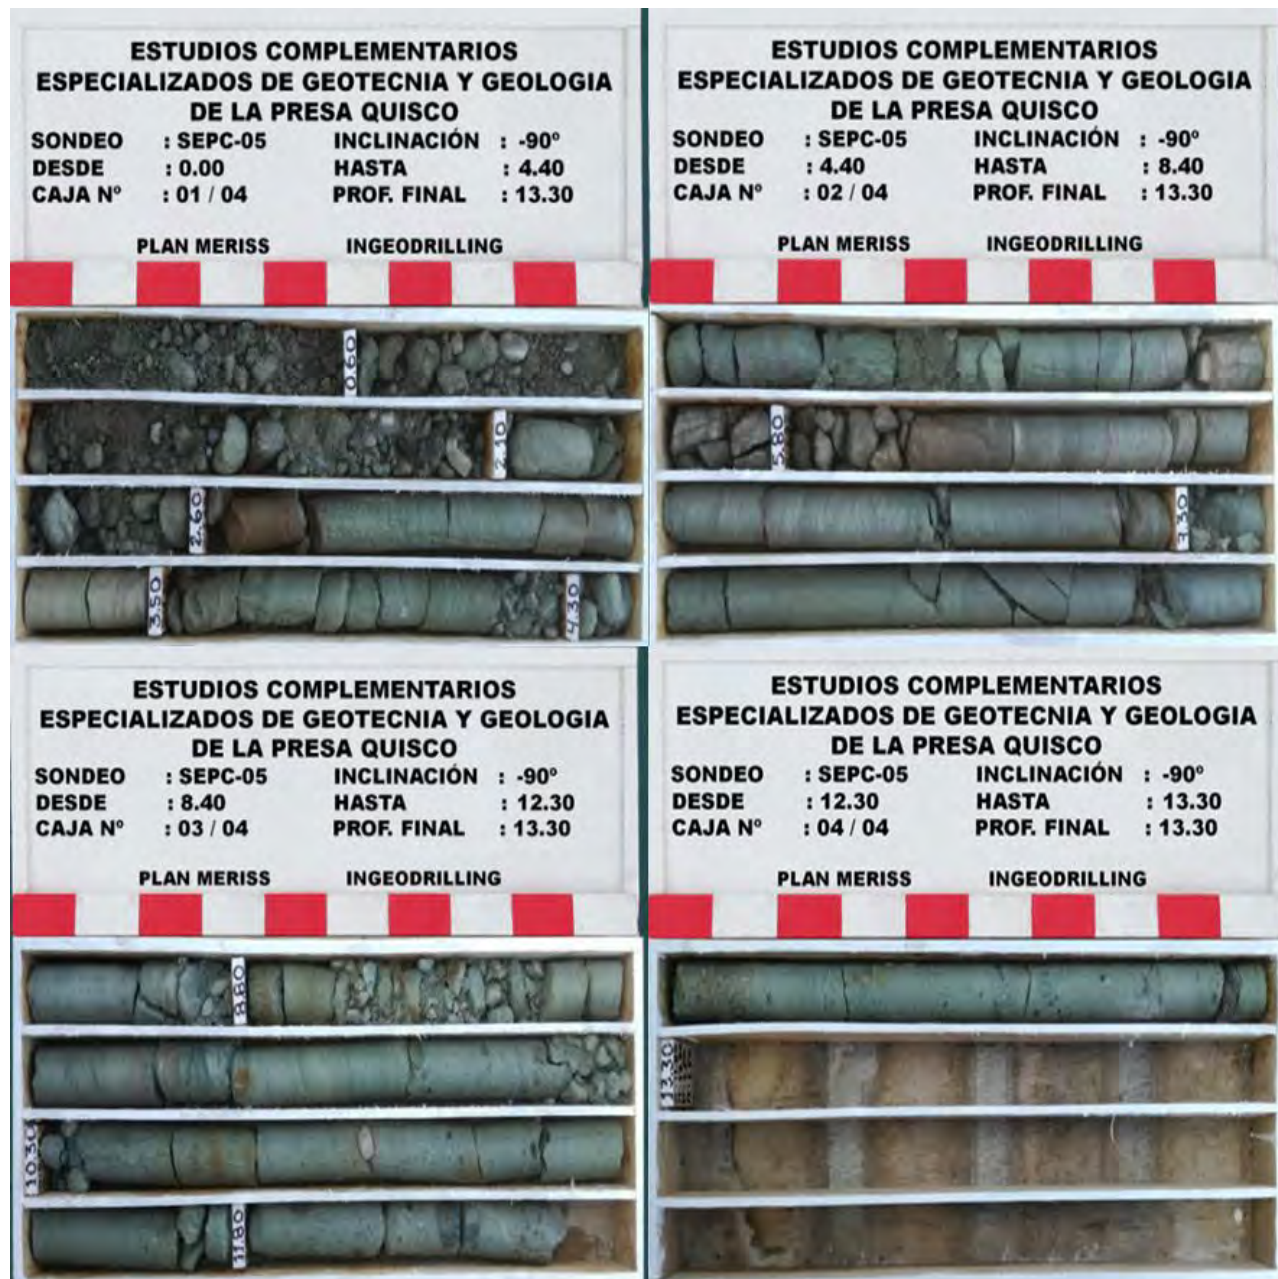 ESTUDIOS COMPLEMENTARIOS
ESPECIALIZADOS DE GEOTECNIA Y GEOLOGIA
DE LA PRESA QUISCO
SONDEO : SEPC-05 INCLINACIÓN : -90º
DESDE : 0.00 HASTA : 4.40
CAJA Nº : 01 / 04 PROF. FINAL : 13.30
PLAN MERISS INGEODRILLING
0.60
2.10
2.60
3.50 4.30
ESTUDIOS COMPLEMENTARIOS
ESPECIALIZADOS DE GEOTECNIA Y GEOLOGIA
DE LA PRESA QUISCO
SONDEO : SEPC-05 INCLINACIÓN : -90º
DESDE : 4.40 HASTA : 8.40
CAJA Nº : 02 / 04 PROF. FINAL : 13.30
PLAN MERISS INGEODRILLING
5.80
7.30
ESTUDIOS COMPLEMENTARIOS
ESPECIALIZADOS DE GEOTECNIA Y GEOLOGIA
DE LA PRESA QUISCO
SONDEO : SEPC-05 INCLINACIÓN : -90º
DESDE : 8.40 HASTA : 12.30
CAJA Nº : 03 / 04 PROF. FINAL : 13.30
PLAN MERISS INGEODRILLING
8.80
10.30
11.80
ESTUDIOS COMPLEMENTARIOS
ESPECIALIZADOS DE GEOTECNIA Y GEOLOGIA
DE LA PRESA QUISCO
SONDEO : SEPC-05 INCLINACIÓN : -90º
DESDE : 12.30 HASTA : 13.30
CAJA Nº : 04 / 04 PROF. FINAL : 13.30
PLAN MERISS INGEODRILLING
13.30